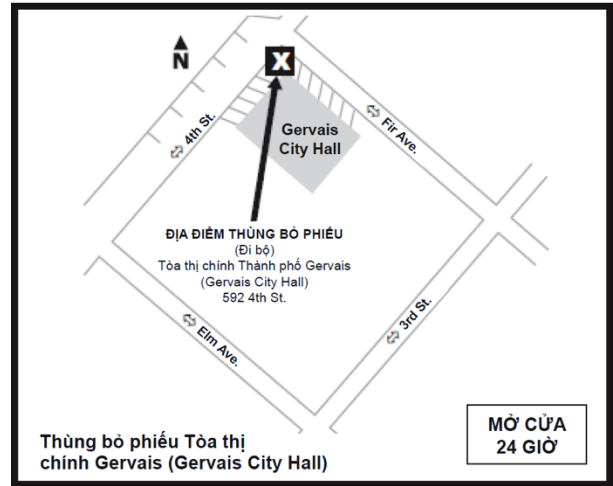 X
N
4th St.
Fir Ave.
Gervais
City Hall
ĐỊA ĐIỂM THÙNG BỎ PHIẾU
(Đi bộ)
Tòa thị chính Thành phố Gervais
(Gervais City Hall)
592 4th St.
Elm Ave.
3rd St.
Thùng bỏ phiếu Tòa thị
chính Gervais (Gervais City Hall)
MỞ CỬA
24 GIỜ